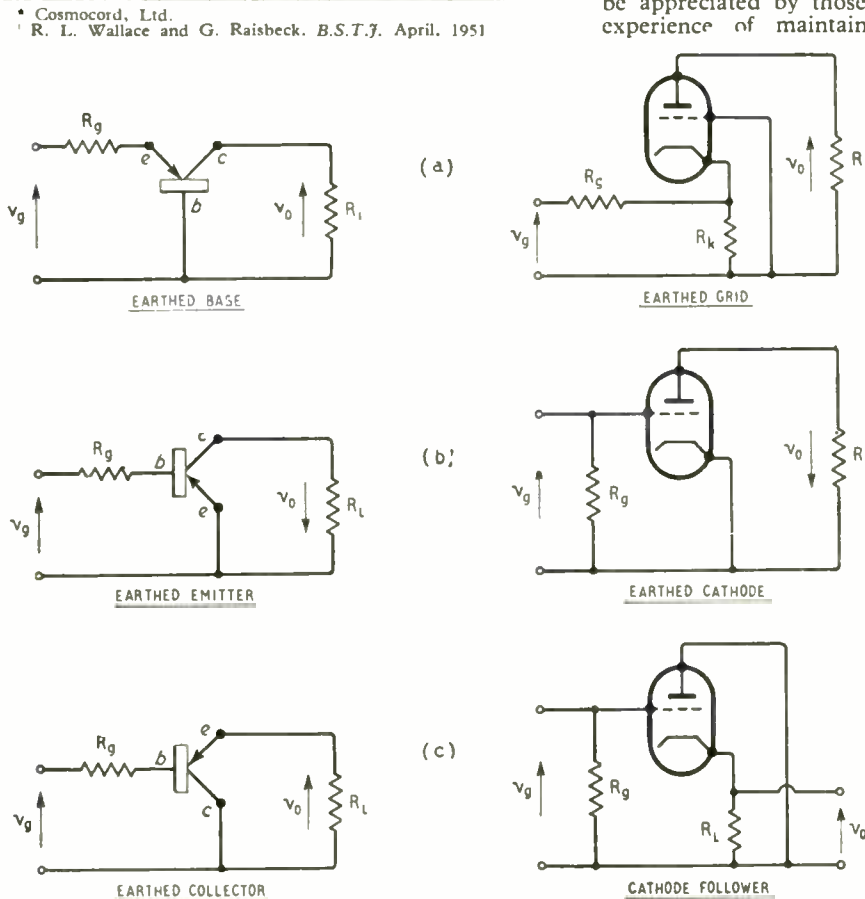 * Cosmocord, Ltd.
R. L. Wallace and G. Raisbeck. B.S.T.J. April. 1951
be appreciated by those
experience of maintain
Rg
e
c
b
vg
vo
RL
EARTHED BASE
(a)
Rs
Rk
vg
vo
R
EARTHED GRID
Rg
b
c
e
vg
vo
RL
EARTHED EMITTER
(b)
vg
Rg
vo
R
EARTHED CATHODE
Rg
b
e
c
vg
vo
RL
EARTHED COLLECTOR
(c)
vg
Rg
RL
vo
CATHODE FOLLOWER